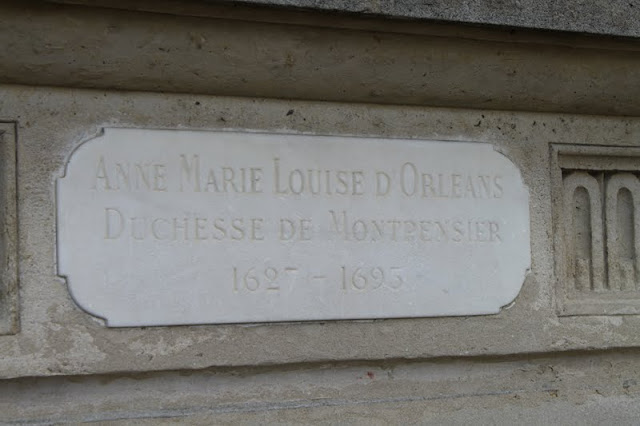 ANNE MARIE LOUISE D'ORLEANS
DUCHESSE DE MONTPENSIER
1627 - 1693